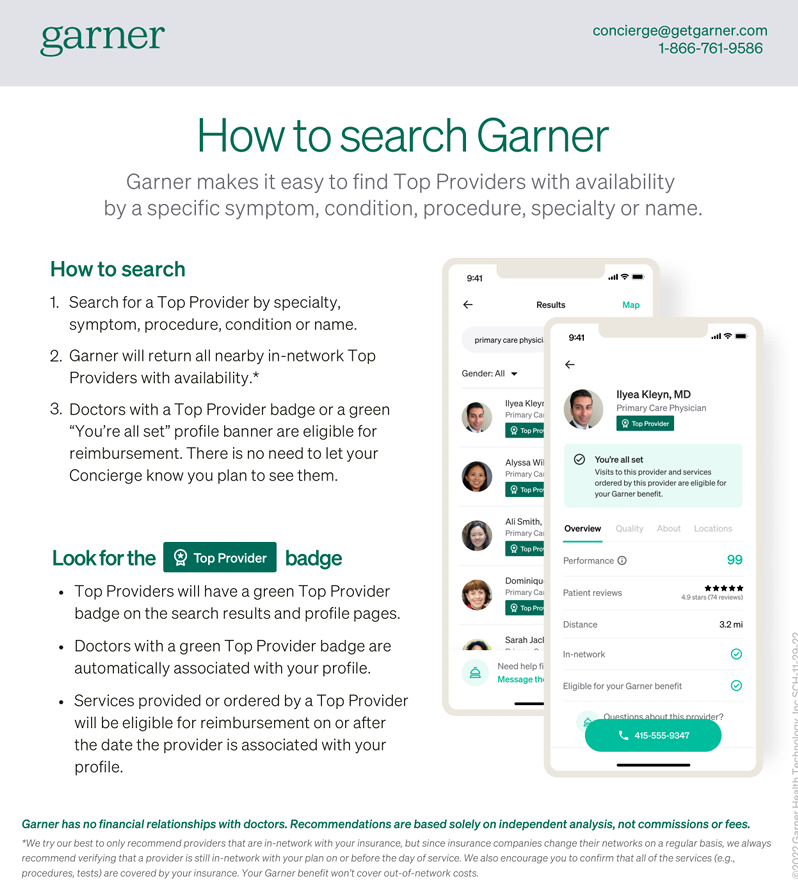 garner
concierge@getgarner.com
1-866-761-9586
How to search Garner
Garner makes it easy to find Top Providers with availability
by a specific symptom, condition, procedure, specialty or name.
How to search
1. Search for a Top Provider by specialty,
symptom, procedure, condition or name.
2. Garner will return all nearby in-network Top
Providers with availability.*
3. Doctors with a Top Provider badge or a green
“You’re all set” profile banner are eligible for
reimbursement. There is no need to let your
Concierge know you plan to see them.
Look for the Top Provider badge
• Top Providers will have a green Top Provider
badge on the search results and profile pages.
• Doctors with a green Top Provider badge are
automatically associated with your profile.
• Services provided or ordered by a Top Provider
will be eligible for reimbursement on or after
the date the provider is associated with your
profile.
9:41
Results
Map
primary care physici
Gender: All
Ilyea Kleyn
Primary Ca
Top Pro
Alyssa Wil
Primary Ca
Top Pro
Ali Smith,
Primary Ca
Top Pro
Dominique
Primary Ca
Top Pro
Sarah Jac
Need help fi
Message th
9:41
Ilyea Kleyn, MD
Primary Care Physician
Top Provider
You're all set
Visits to this provider and services
ordered by this provider are eligible for
your Garner benefit.
Overview Quality About Locations
Performance 99
Patient reviews
4.9 stars (74 reviews)
Distance 3.2 mi
In-network
Eligible for your Garner benefit
Questions about this provider?
415-555-9347
Garner has no financial relationships with doctors. Recommendations are based solely on independent analysis, not commissions or fees.
*We try our best to only recommend providers that are in-network with your insurance, but since insurance companies change their networks on a regular basis, we always
recommend verifying that a provider is still in-network with your plan on or before the day of service. We also encourage you to confirm that all of the services (e.g.,
procedures, tests) are covered by your insurance. Your Garner benefit won’t cover out-of-network costs.
©2022 Garner Health Technology, Inc SCH-11-29-22